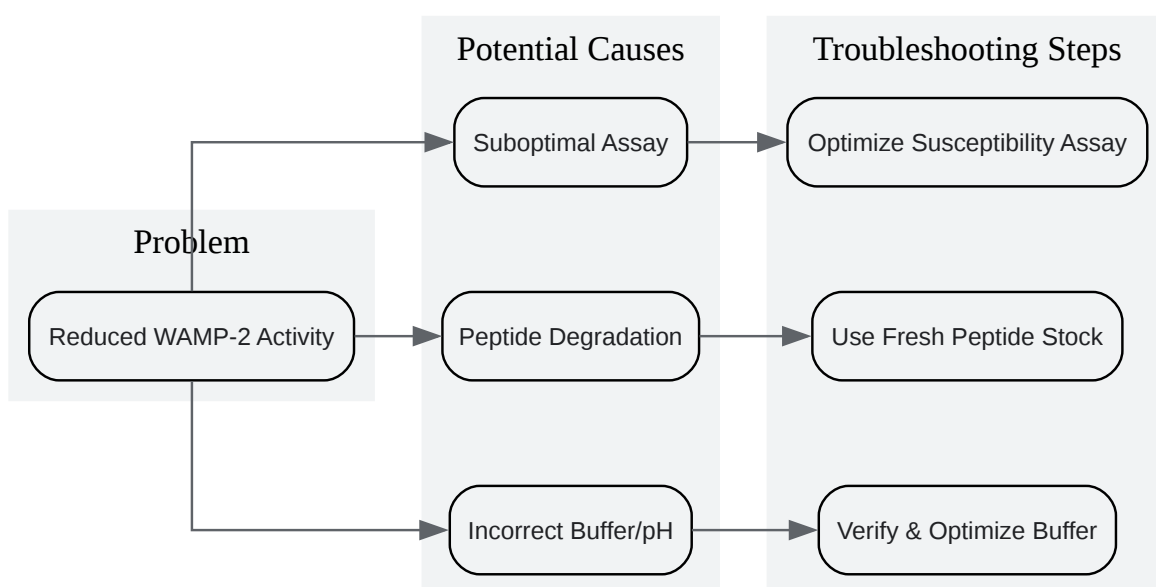 Potential Causes
Troubleshooting Steps
Suboptimal Assay
Optimize Susceptibility Assay
Problem
Reduced WAMP-2 Activity
Peptide Degradation
Use Fresh Peptide Stock
Incorrect Buffer/pH
Verify & Optimize Buffer